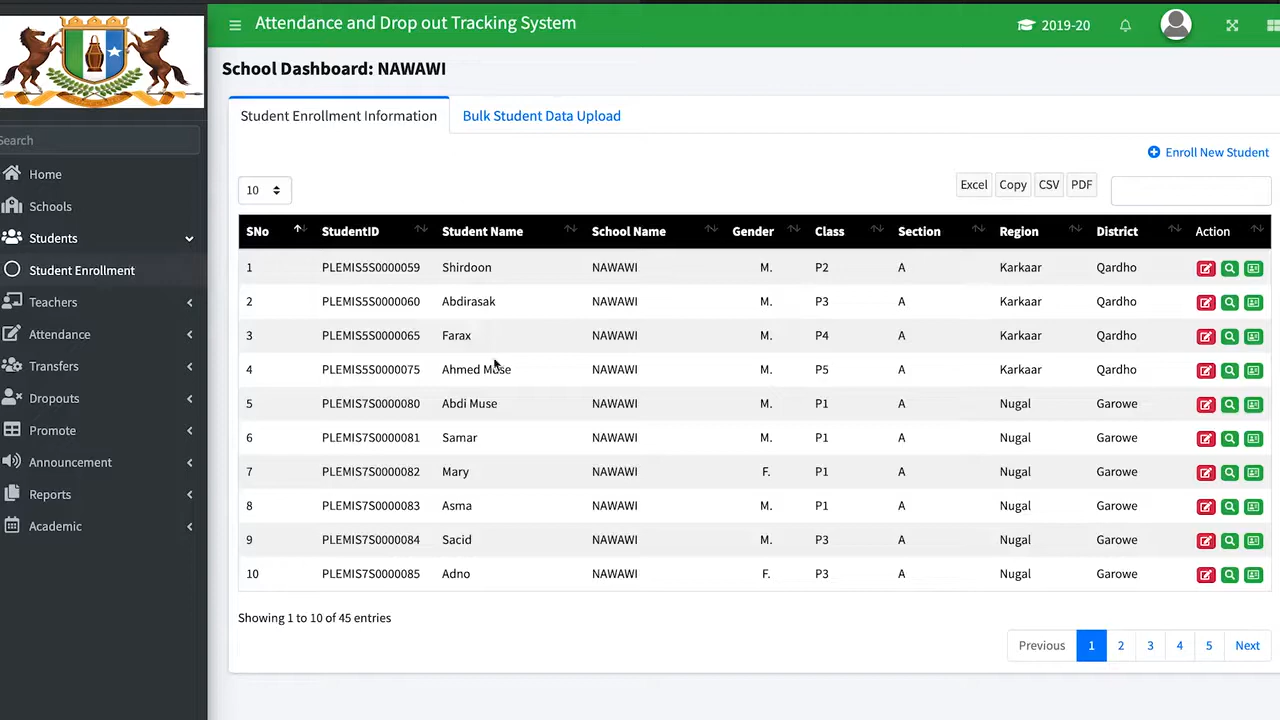 Attendance and Drop out Tracking System
2019-20
School Dashboard: NAWAWI
Search
Home
Schools
Students
Student Enrollment
Teachers
Attendance
Transfers
Dropouts
Promote
Announcement
Reports
Academic
Student Enrollment Information
Bulk Student Data Upload
Enroll New Student
10
Excel Copy CSV PDF
SNo StudentID Student Name School Name Gender Class Section Region District Action
1 PLEMIS5S0000059 Shirdoon NAWAWI M. P2 A Karkaar Qardho
2 PLEMIS5S0000060 Abdirasak NAWAWI M. P3 A Karkaar Qardho
3 PLEMIS5S0000065 Farax NAWAWI M. P4 A Karkaar Qardho
4 PLEMIS5S0000075 Ahmed Muse NAWAWI M. P5 A Karkaar Qardho
5 PLEMIS7S0000080 Abdi Muse NAWAWI M. P1 A Nugal Garowe
6 PLEMIS7S0000081 Samar NAWAWI M. P1 A Nugal Garowe
7 PLEMIS7S0000082 Mary NAWAWI F. P1 A Nugal Garowe
8 PLEMIS7S0000083 Asma NAWAWI M. P1 A Nugal Garowe
9 PLEMIS7S0000084 Sacid NAWAWI M. P3 A Nugal Garowe
10 PLEMIS7S0000085 Adno NAWAWI F. P3 A Nugal Garowe
Showing 1 to 10 of 45 entries
Previous 1 2 3 4 5 Next